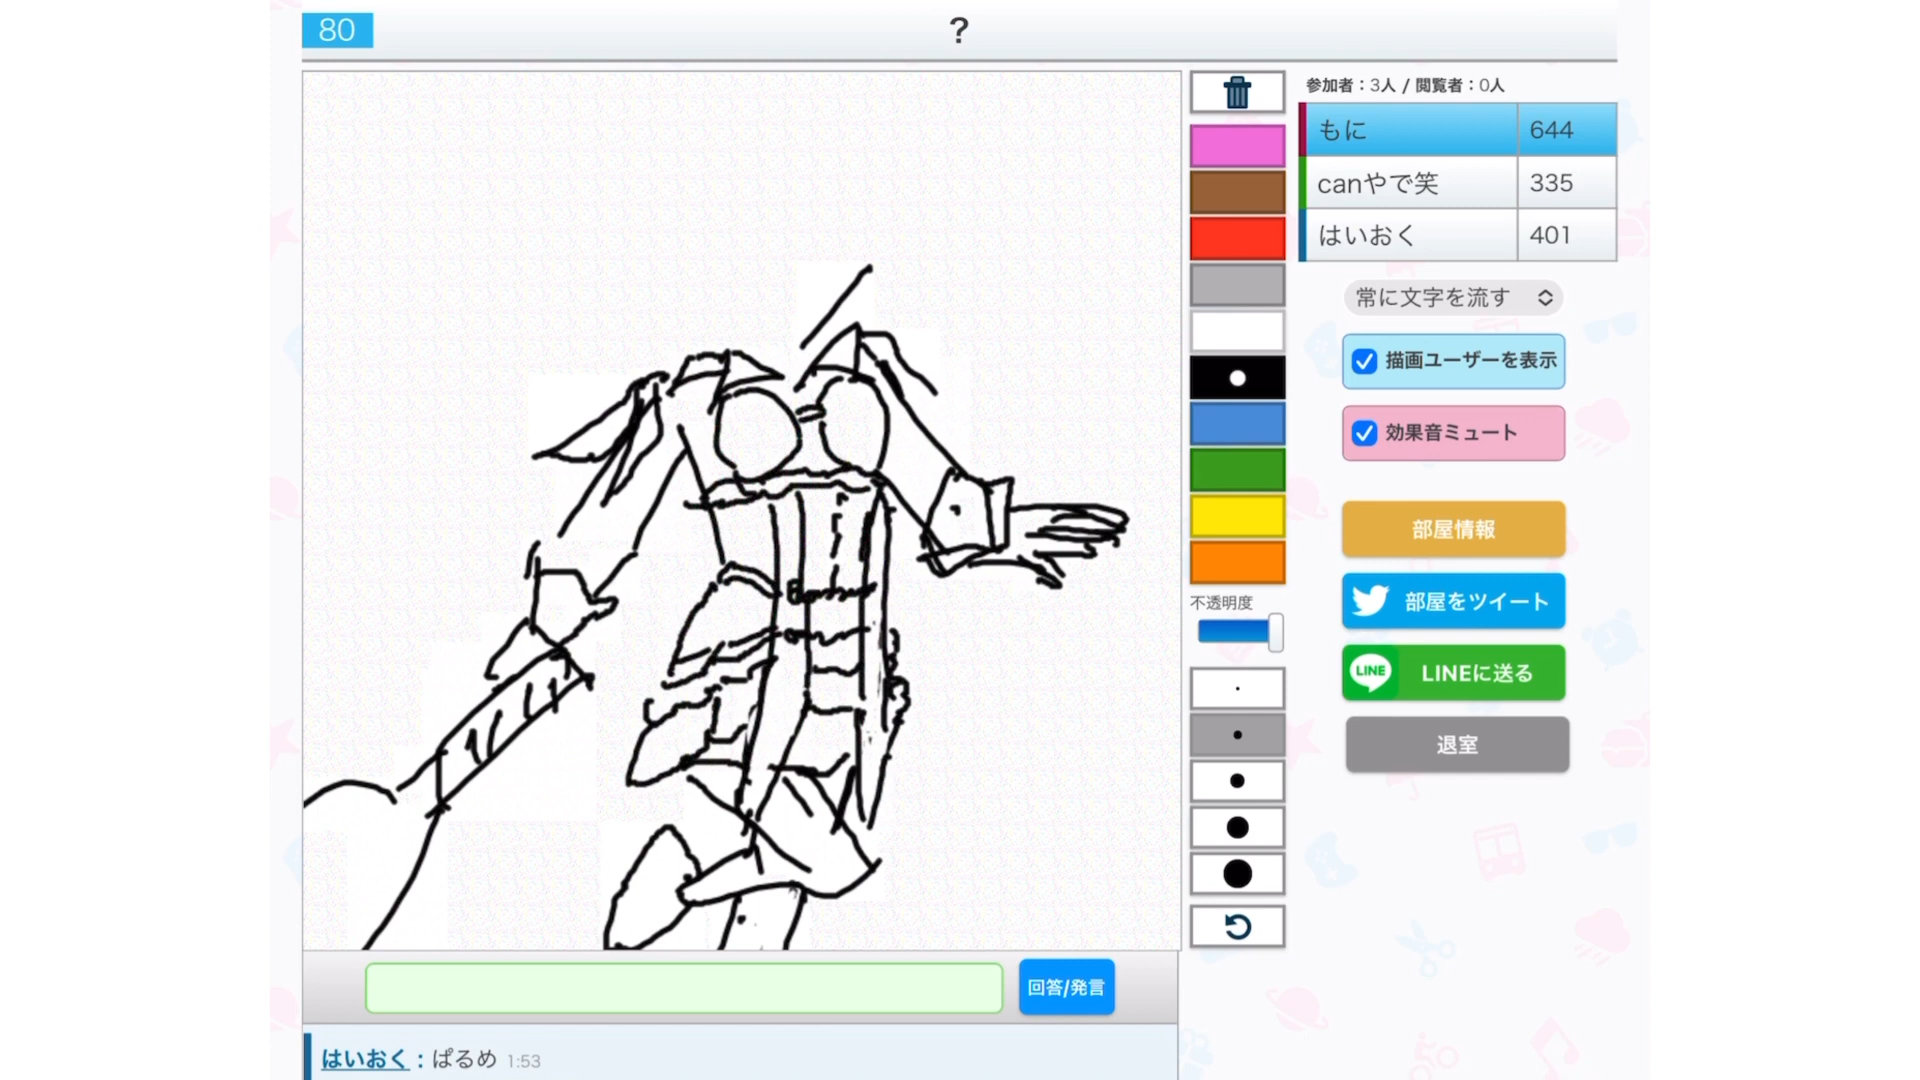 80
?
参加者：3人 / 閲覧者：0人
もに 644
canやで笑 335
はいおく 401
常に文字を流す
描画ユーザーを表示
効果音ミュート
部屋情報
部屋をツイート
LINE LINEに送る
退室
不透明度
回答/発言
はいおく：ぱるめ 1:53